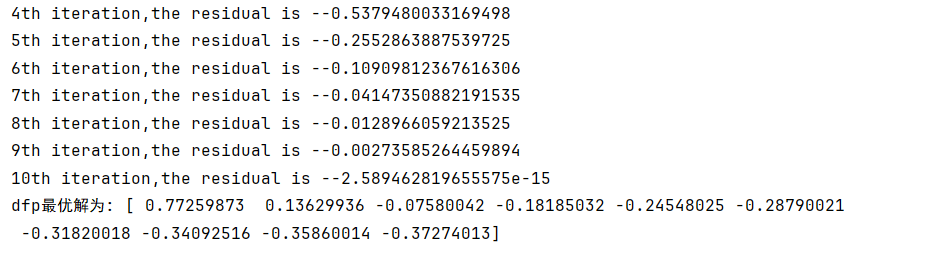 4th iteration,the residual is --0.5379480033169498
5th iteration,the residual is --0.2552863887539725
6th iteration,the residual is --0.10909812367616306
7th iteration,the residual is --0.04147350882191535
8th iteration,the residual is --0.0128966059213525
9th iteration,the residual is --0.00273585264459894
10th iteration,the residual is --2.589462819655575e-15
dfp最优解为: [ 0.77259873  0.13629936 -0.07580042 -0.18185032 -0.24548025 -0.28790021
 -0.31820018 -0.34092516 -0.35860014 -0.37274013]